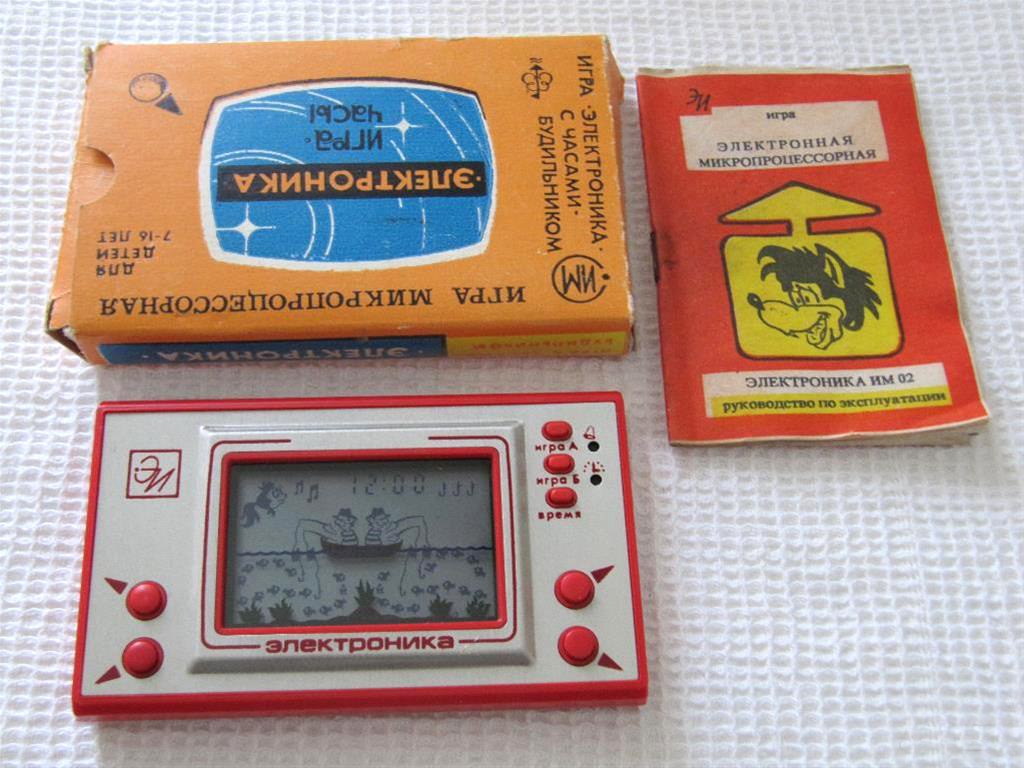 ИГРА МИКРОПРОЦЕССОРНАЯ
ДЛЯ
ДЕТЕЙ
7-16 ЛЕТ
·ЭЛЕКТРОНИКА·
ИГРА·
ЧАСЫ
ИГРА·ЭЛЕКТРОНИКА·
С ЧАСАМИ-
БУДИЛЬНИКОМ
ИМ
·ЭЛЕКТРОНИКА·
БУДИЛЬНИКОМ
ЭИ
игра
ЭЛЕКТРОННАЯ
МИКРОПРОЦЕССОРНАЯ
ЭЛЕКТРОНИКА ИМ 02
РУКОВОДСТВО ПО ЭКСПЛУАТАЦИИ
ЭИ
12:00
игра А
игра Б
время
электроника